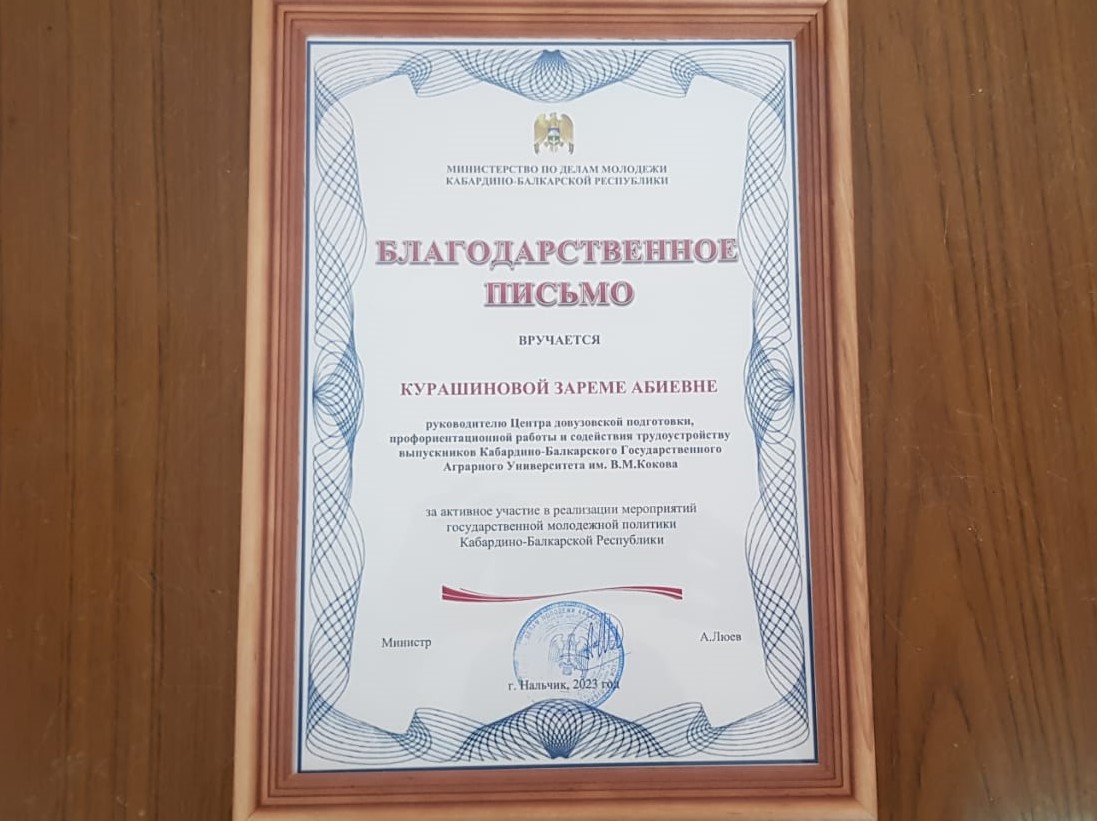 МИНИСТЕРСТВО ПО ДЕЛАМ МОЛОДЕЖИ
КАБАРДИНО-БАЛКАРСКОЙ РЕСПУБЛИКИ
БЛАГОДАРСТВЕННОЕ
ПИСЬМО
ВРУЧАЕТСЯ
КУРАШИНОВОЙ ЗАРЕМЕ АБИЕВНЕ
руководителю Центра довузовской подготовки,
профориентационной работы и содействия трудоустройству
выпускников Кабардино-Балкарского Государственного
Аграрного Университета им. В.М.Кокова
за активное участие в реализации мероприятий
государственной молодежной политики
Кабардино-Балкарской Республики
Министр
А.Люев
г. Нальчик, 2023 год